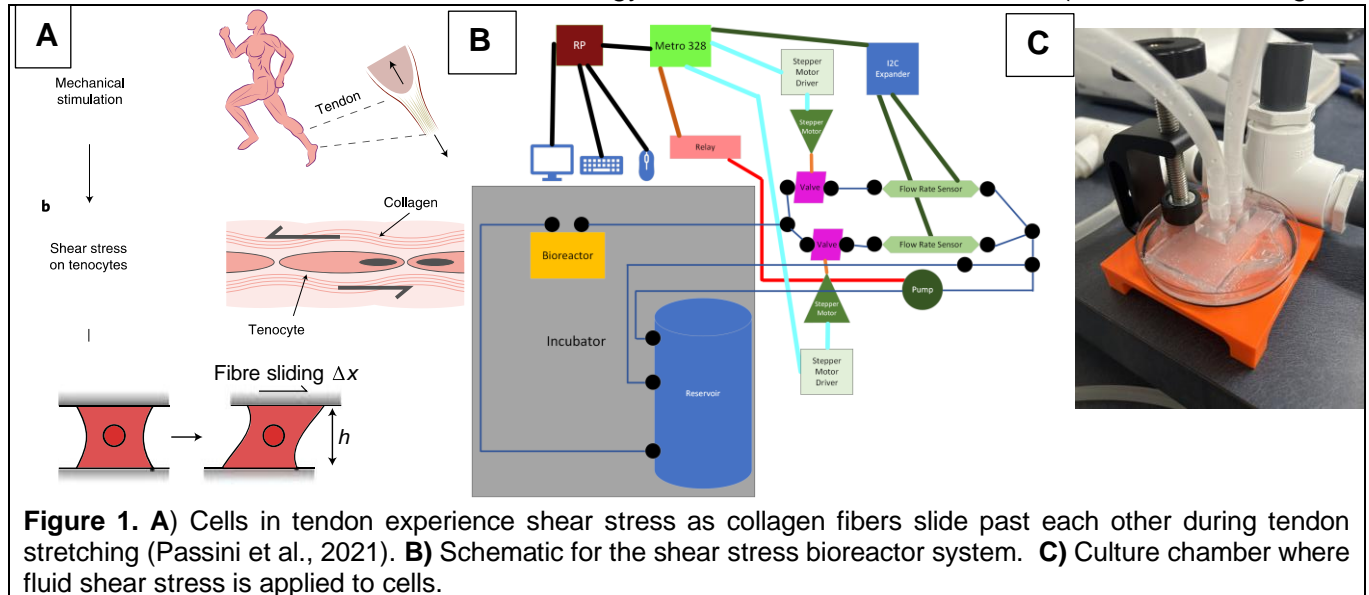 A
Mechanical
stimulation
Tendon
b
Shear stress
on tenocytes
Collagen
Tenocyte
Fibre sliding Δx
h
B
RP
Metro 328
Stepper
Motor
Driver
I2C
Expander
Stepper
Motor
Relay
Valve
Flow Rate Sensor
Valve
Flow Rate Sensor
Bioreactor
Pump
Stepper
Motor
Incubator
Stepper
Motor
Driver
Reservoir
C
Figure 1. A) Cells in tendon experience shear stress as collagen fibers slide past each other during tendon
stretching (Passini et al., 2021). B) Schematic for the shear stress bioreactor system. C) Culture chamber where
fluid shear stress is applied to cells.